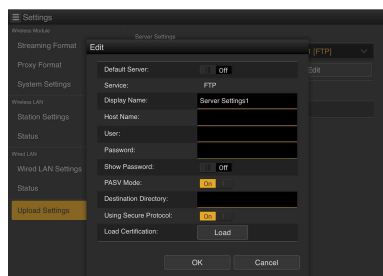 Settings
Wireless Module
Server Settings
Streaming Format
Edit
1 [FTP]
Proxy Format
Default Server:
Off
Edit
System Settings
Service:
FTP
Wireless LAN
Display Name:
Server Settings1
Station Settings
Host Name:
Status
User:
Wired LAN
Password:
Wired LAN Settings
Show Password:
Off
Status
PASV Mode:
On
Upload Settings
Destination Directory:
Using Secure Protocol:
On
Load Certification:
Load
OK
Cancel